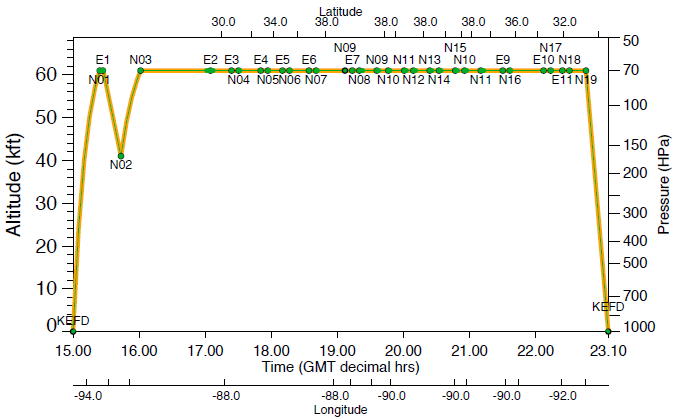 Latitude
30.0 34.0 38.0 38.0 38.0 38.0 36.0 32.0
N09 N15 N17
E1 N03 E2 E3 E4 E5 E6 E7 N09 N11 N13 N10 E9 E10 N18
N01 N04 N05 N06 N07 N08 N10 N12 N14 N11 N16 E11 N19
N02
KEFD
KEFD
Altitude (kft)
60
50
40
30
20
10
0
Pressure (HPa)
50
70
100
150
200
300
400
500
700
1000
15.00 16.00 17.00 18.00 19.00 20.00 21.00 22.00 23.10
Time (GMT decimal hrs)
-94.0 -88.0 -88.0 -90.0 -90.0 -90.0 -92.0
Longitude